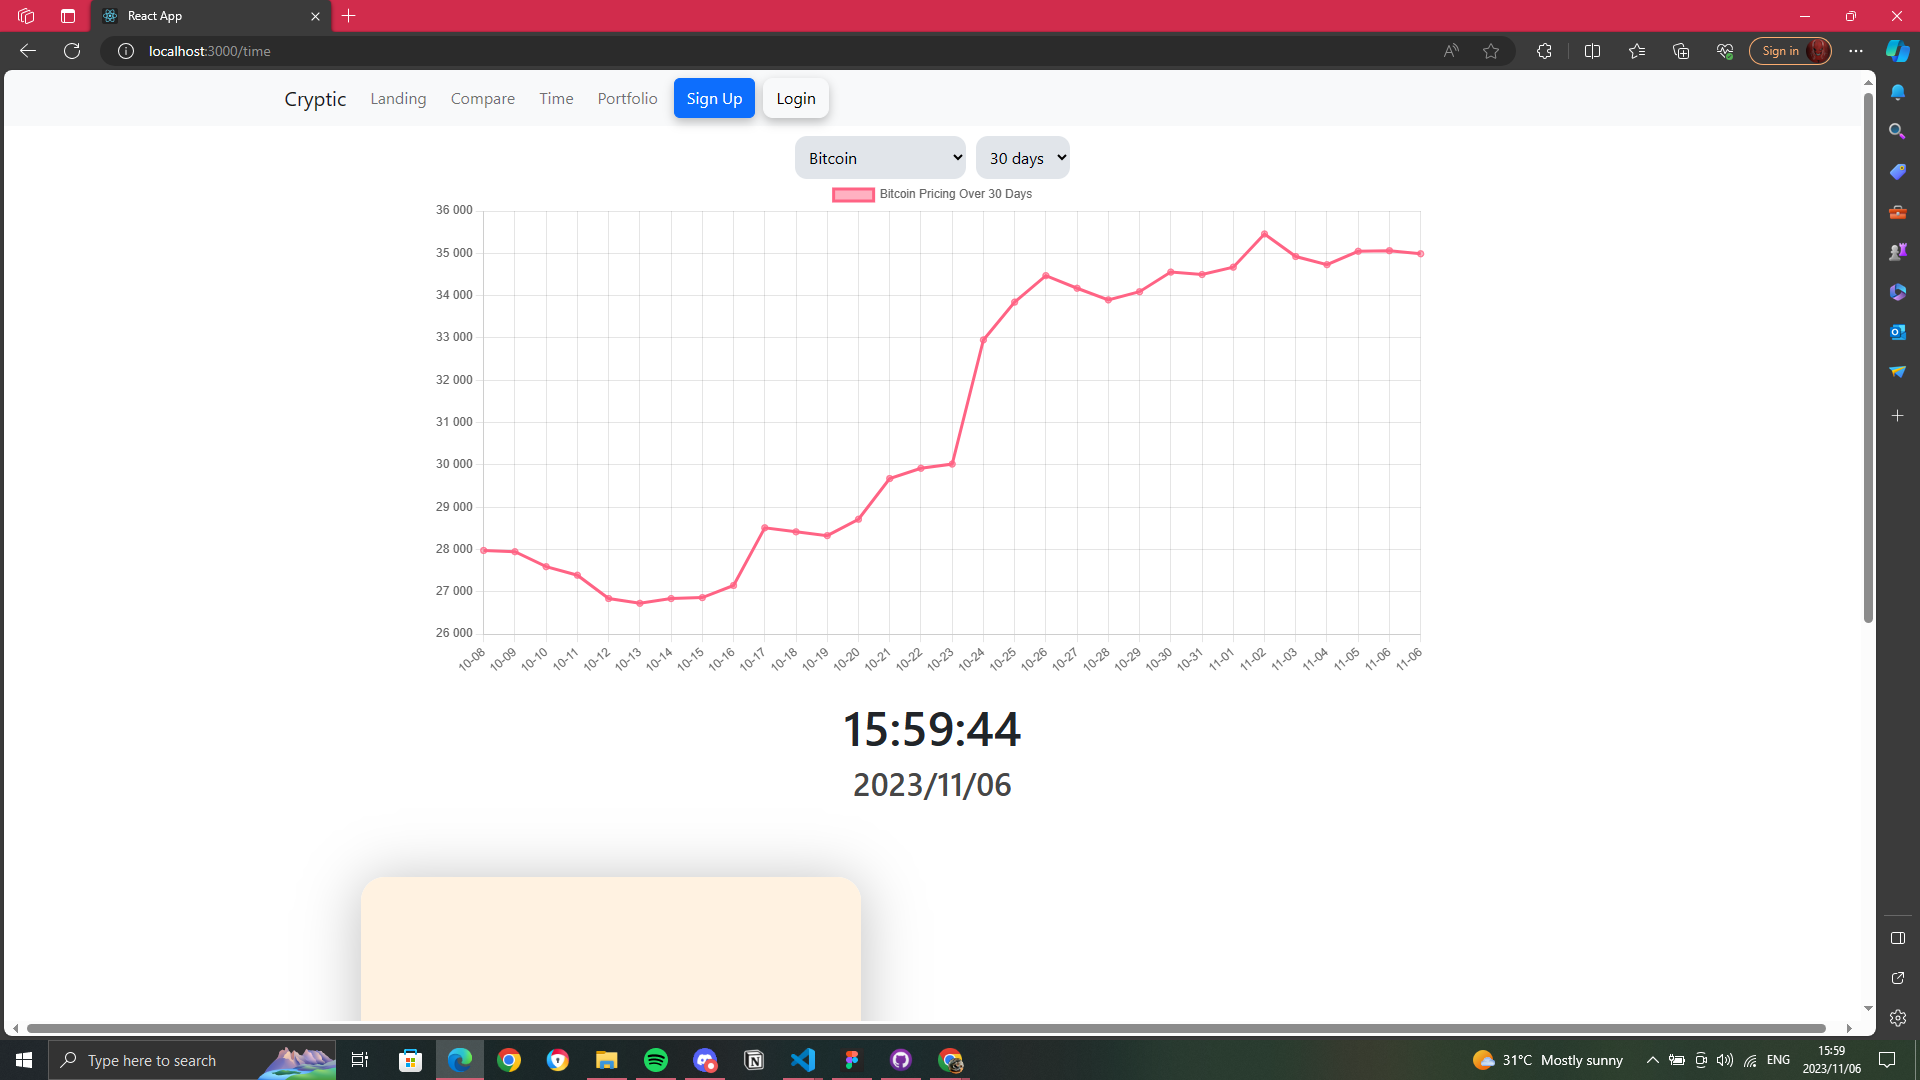 React App
localhost:3000/time
Sign in
Cryptic Landing Compare Time Portfolio Sign Up Login
Bitcoin 30 days
Bitcoin Pricing Over 30 Days
36 000
35 000
34 000
33 000
32 000
31 000
30 000
29 000
28 000
27 000
26 000
10-08 10-09 10-10 10-11 10-12 10-13 10-14 10-15 10-16 10-17 10-18 10-19 10-20 10-21 10-22 10-23 10-24 10-25 10-26 10-27 10-28 10-29 10-30 10-31 11-01 11-02 11-03 11-04 11-05 11-06 11-06
15:59:44
2023/11/06
Type here to search
31°C Mostly sunny
ENG
15:59
2023/11/06